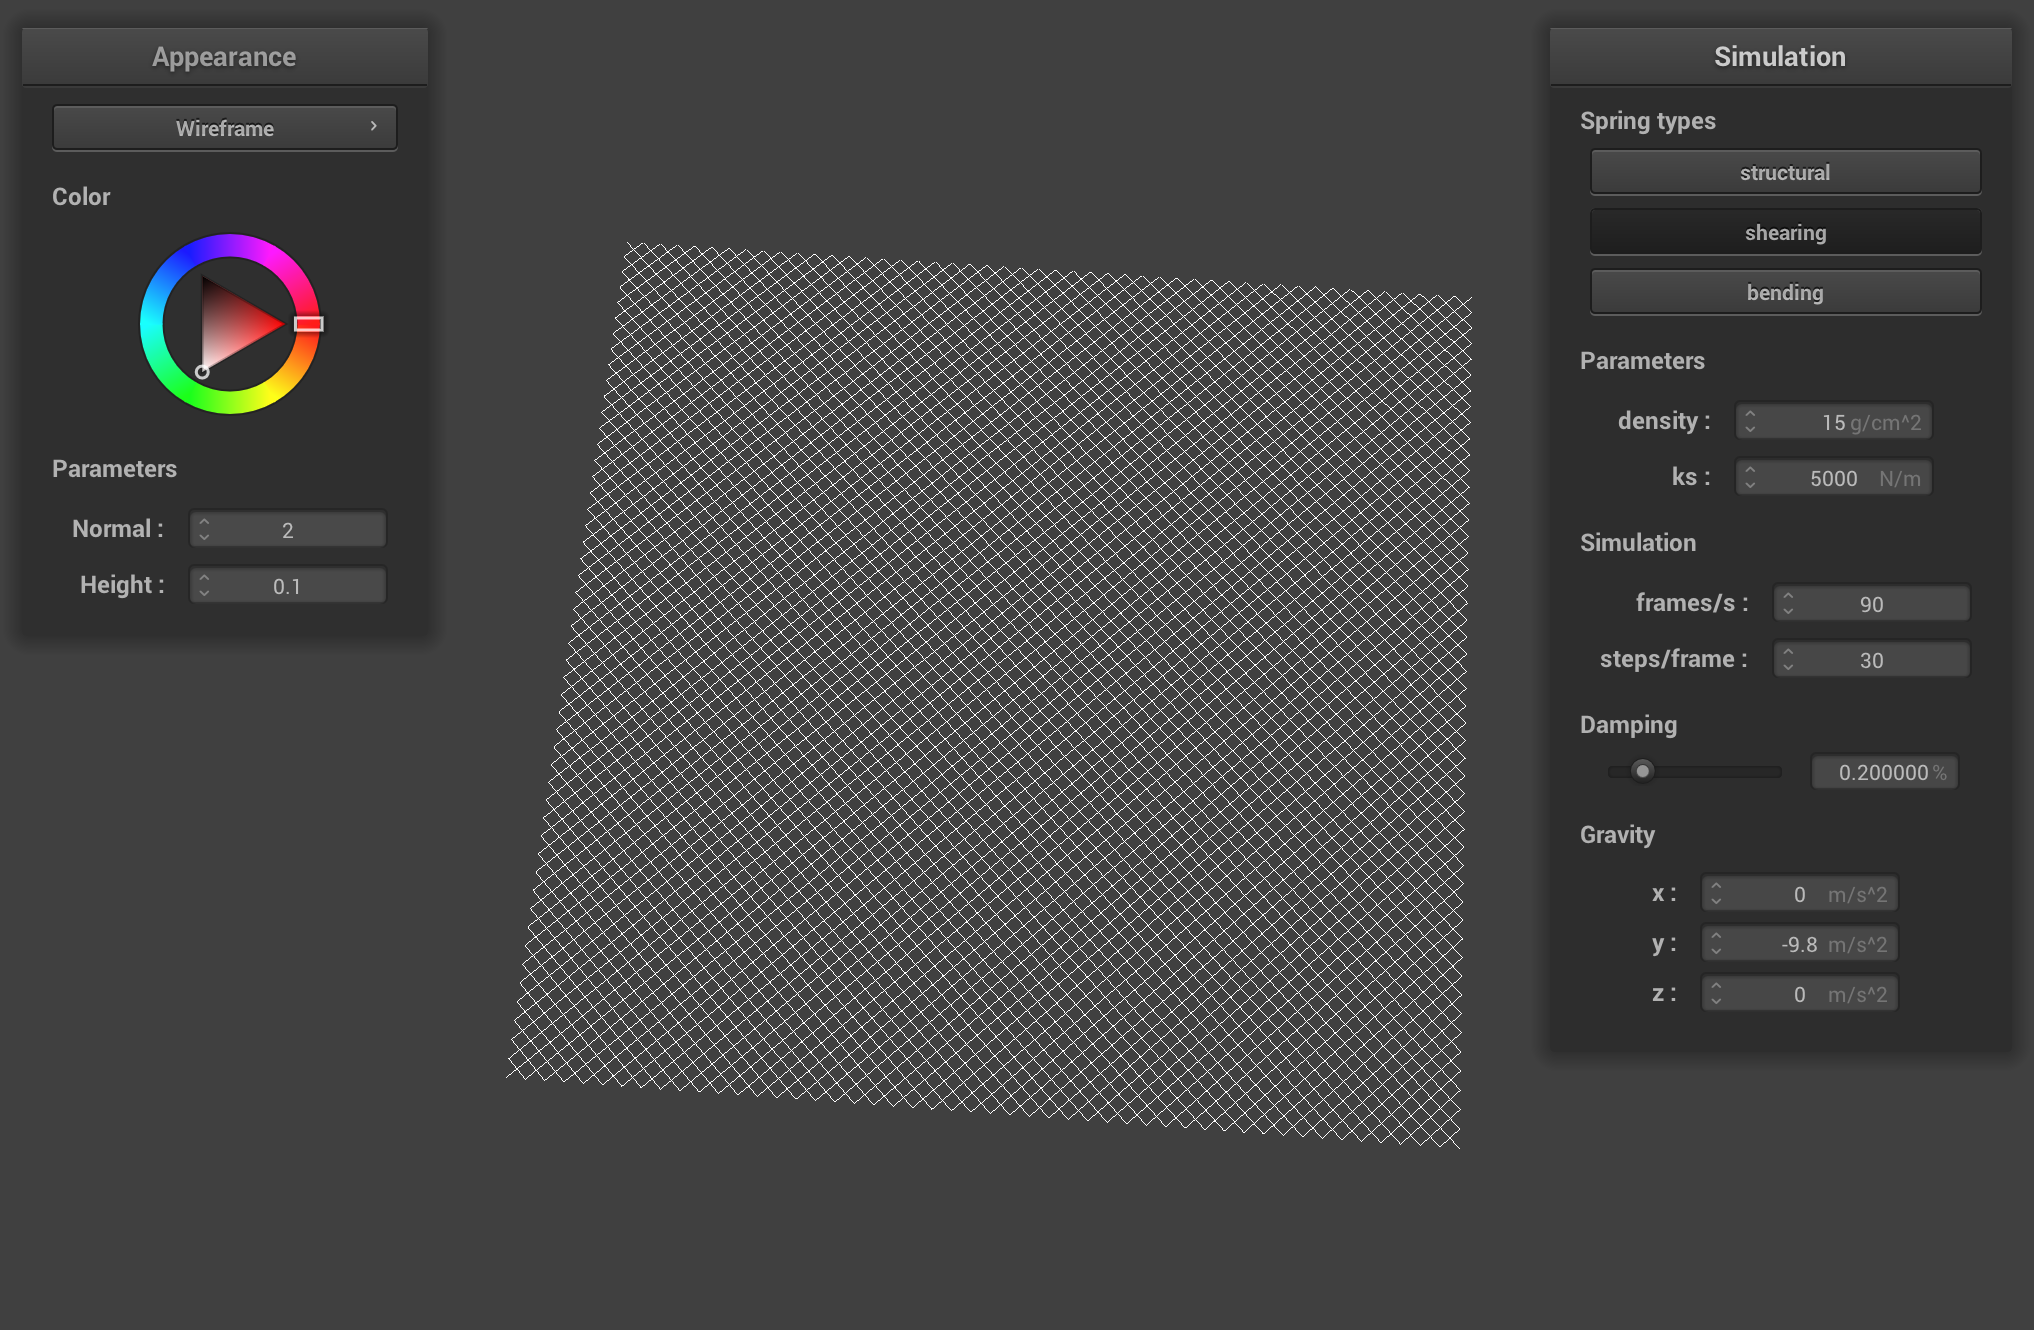 Appearance
Wireframe
Color
Parameters
Normal : 2
Height : 0.1
Simulation
Spring types
structural
shearing
bending
Parameters
density : 15 g/cm^2
ks : 5000 N/m
Simulation
frames/s : 90
steps/frame : 30
Damping
0.200000 %
Gravity
x : 0 m/s^2
y : -9.8 m/s^2
z : 0 m/s^2